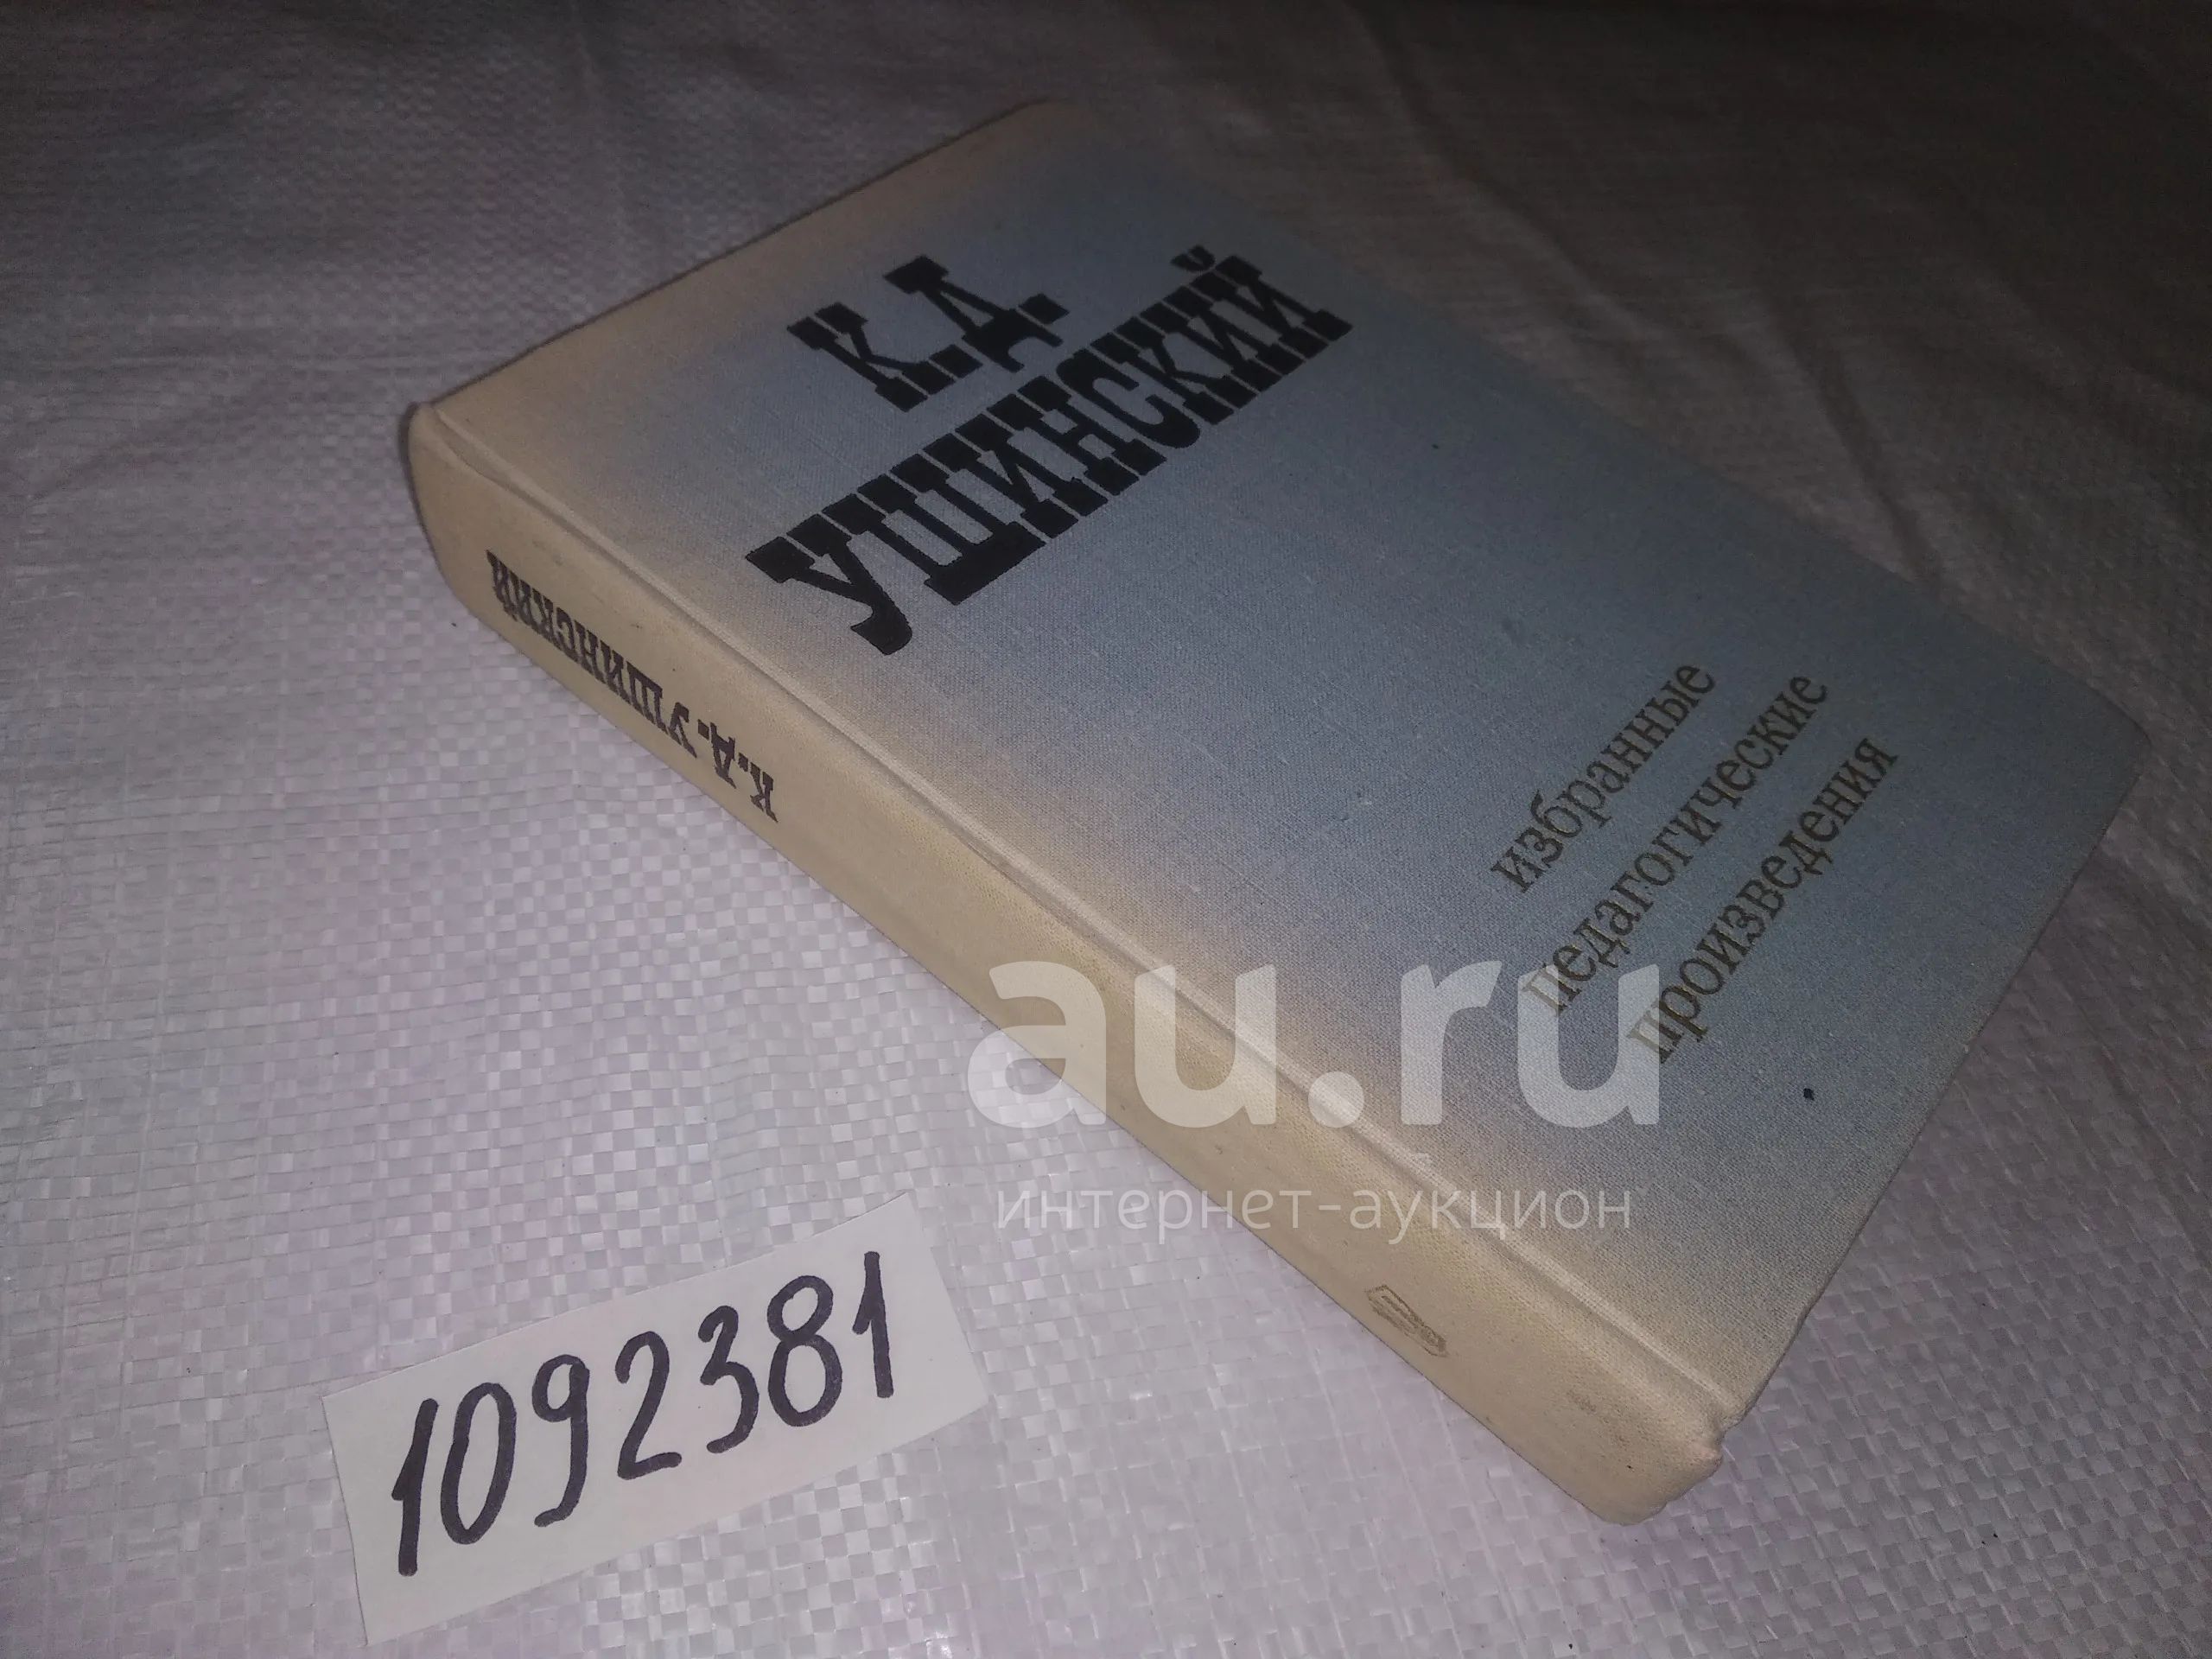 К.Д.
УШИНСКИЙ
избранные
педагогические
произведения
К.Д. УШИНСКИЙ
au.ru
интернет-аукцион
1092381